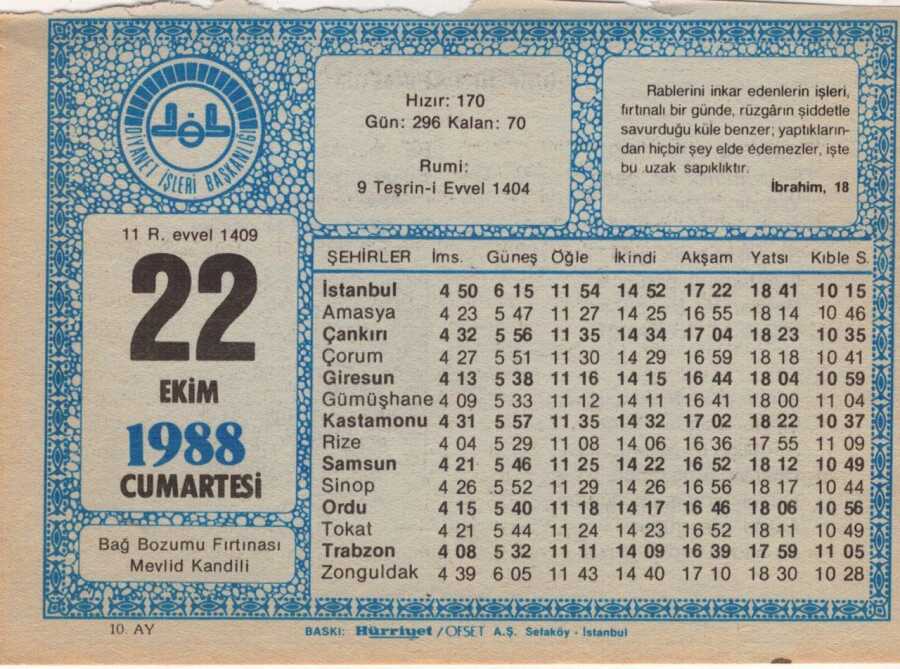 DİYANET İŞLERİ BAŞKANLIĞI
Hızır: 170
Gün: 296 Kalan: 70
Rumi:
9 Teşrin-i Evvel 1404
Rablerini inkar edenlerin işleri,
fırtınalı bir günde, rüzgârın şiddetle
savurduğu küle benzer; yaptıkların-
dan hiçbir şey elde edemezler, işte
bu uzak sapıklıktır.
İbrahim, 18
11 R. evvel 1409
22
EKİM
1988
CUMARTESİ
Bağ Bozumu Fırtınası
Mevlid Kandili
ŞEHİRLER İms. Güneş Öğle İkindi Akşam Yatsı Kıble S.
İstanbul 4 50 6 15 11 54 14 52 17 22 18 41 10 15
Amasya 4 23 5 47 11 27 14 25 16 55 18 14 10 46
Çankırı 4 32 5 56 11 35 14 34 17 04 18 23 10 35
Çorum 4 27 5 51 11 30 14 29 16 59 18 18 10 41
Giresun 4 13 5 38 11 16 14 15 16 44 18 04 10 59
Gümüşhane 4 09 5 33 11 12 14 11 16 41 18 00 11 04
Kastamonu 4 31 5 57 11 35 14 32 17 02 18 22 10 37
Rize 4 04 5 29 11 08 14 06 16 36 17 55 11 09
Samsun 4 21 5 46 11 25 14 22 16 52 18 12 10 49
Sinop 4 26 5 52 11 29 14 26 16 56 18 17 10 44
Ordu 4 15 5 40 11 18 14 17 16 46 18 06 10 56
Tokat 4 21 5 44 11 24 14 23 16 52 18 11 10 49
Trabzon 4 08 5 32 11 11 14 09 16 39 17 59 11 05
Zonguldak 4 39 6 05 11 43 14 40 17 10 18 30 10 28
10. AY
BASKI: Hürriyet / OFSET A.Ş. Sefaköy - İstanbul